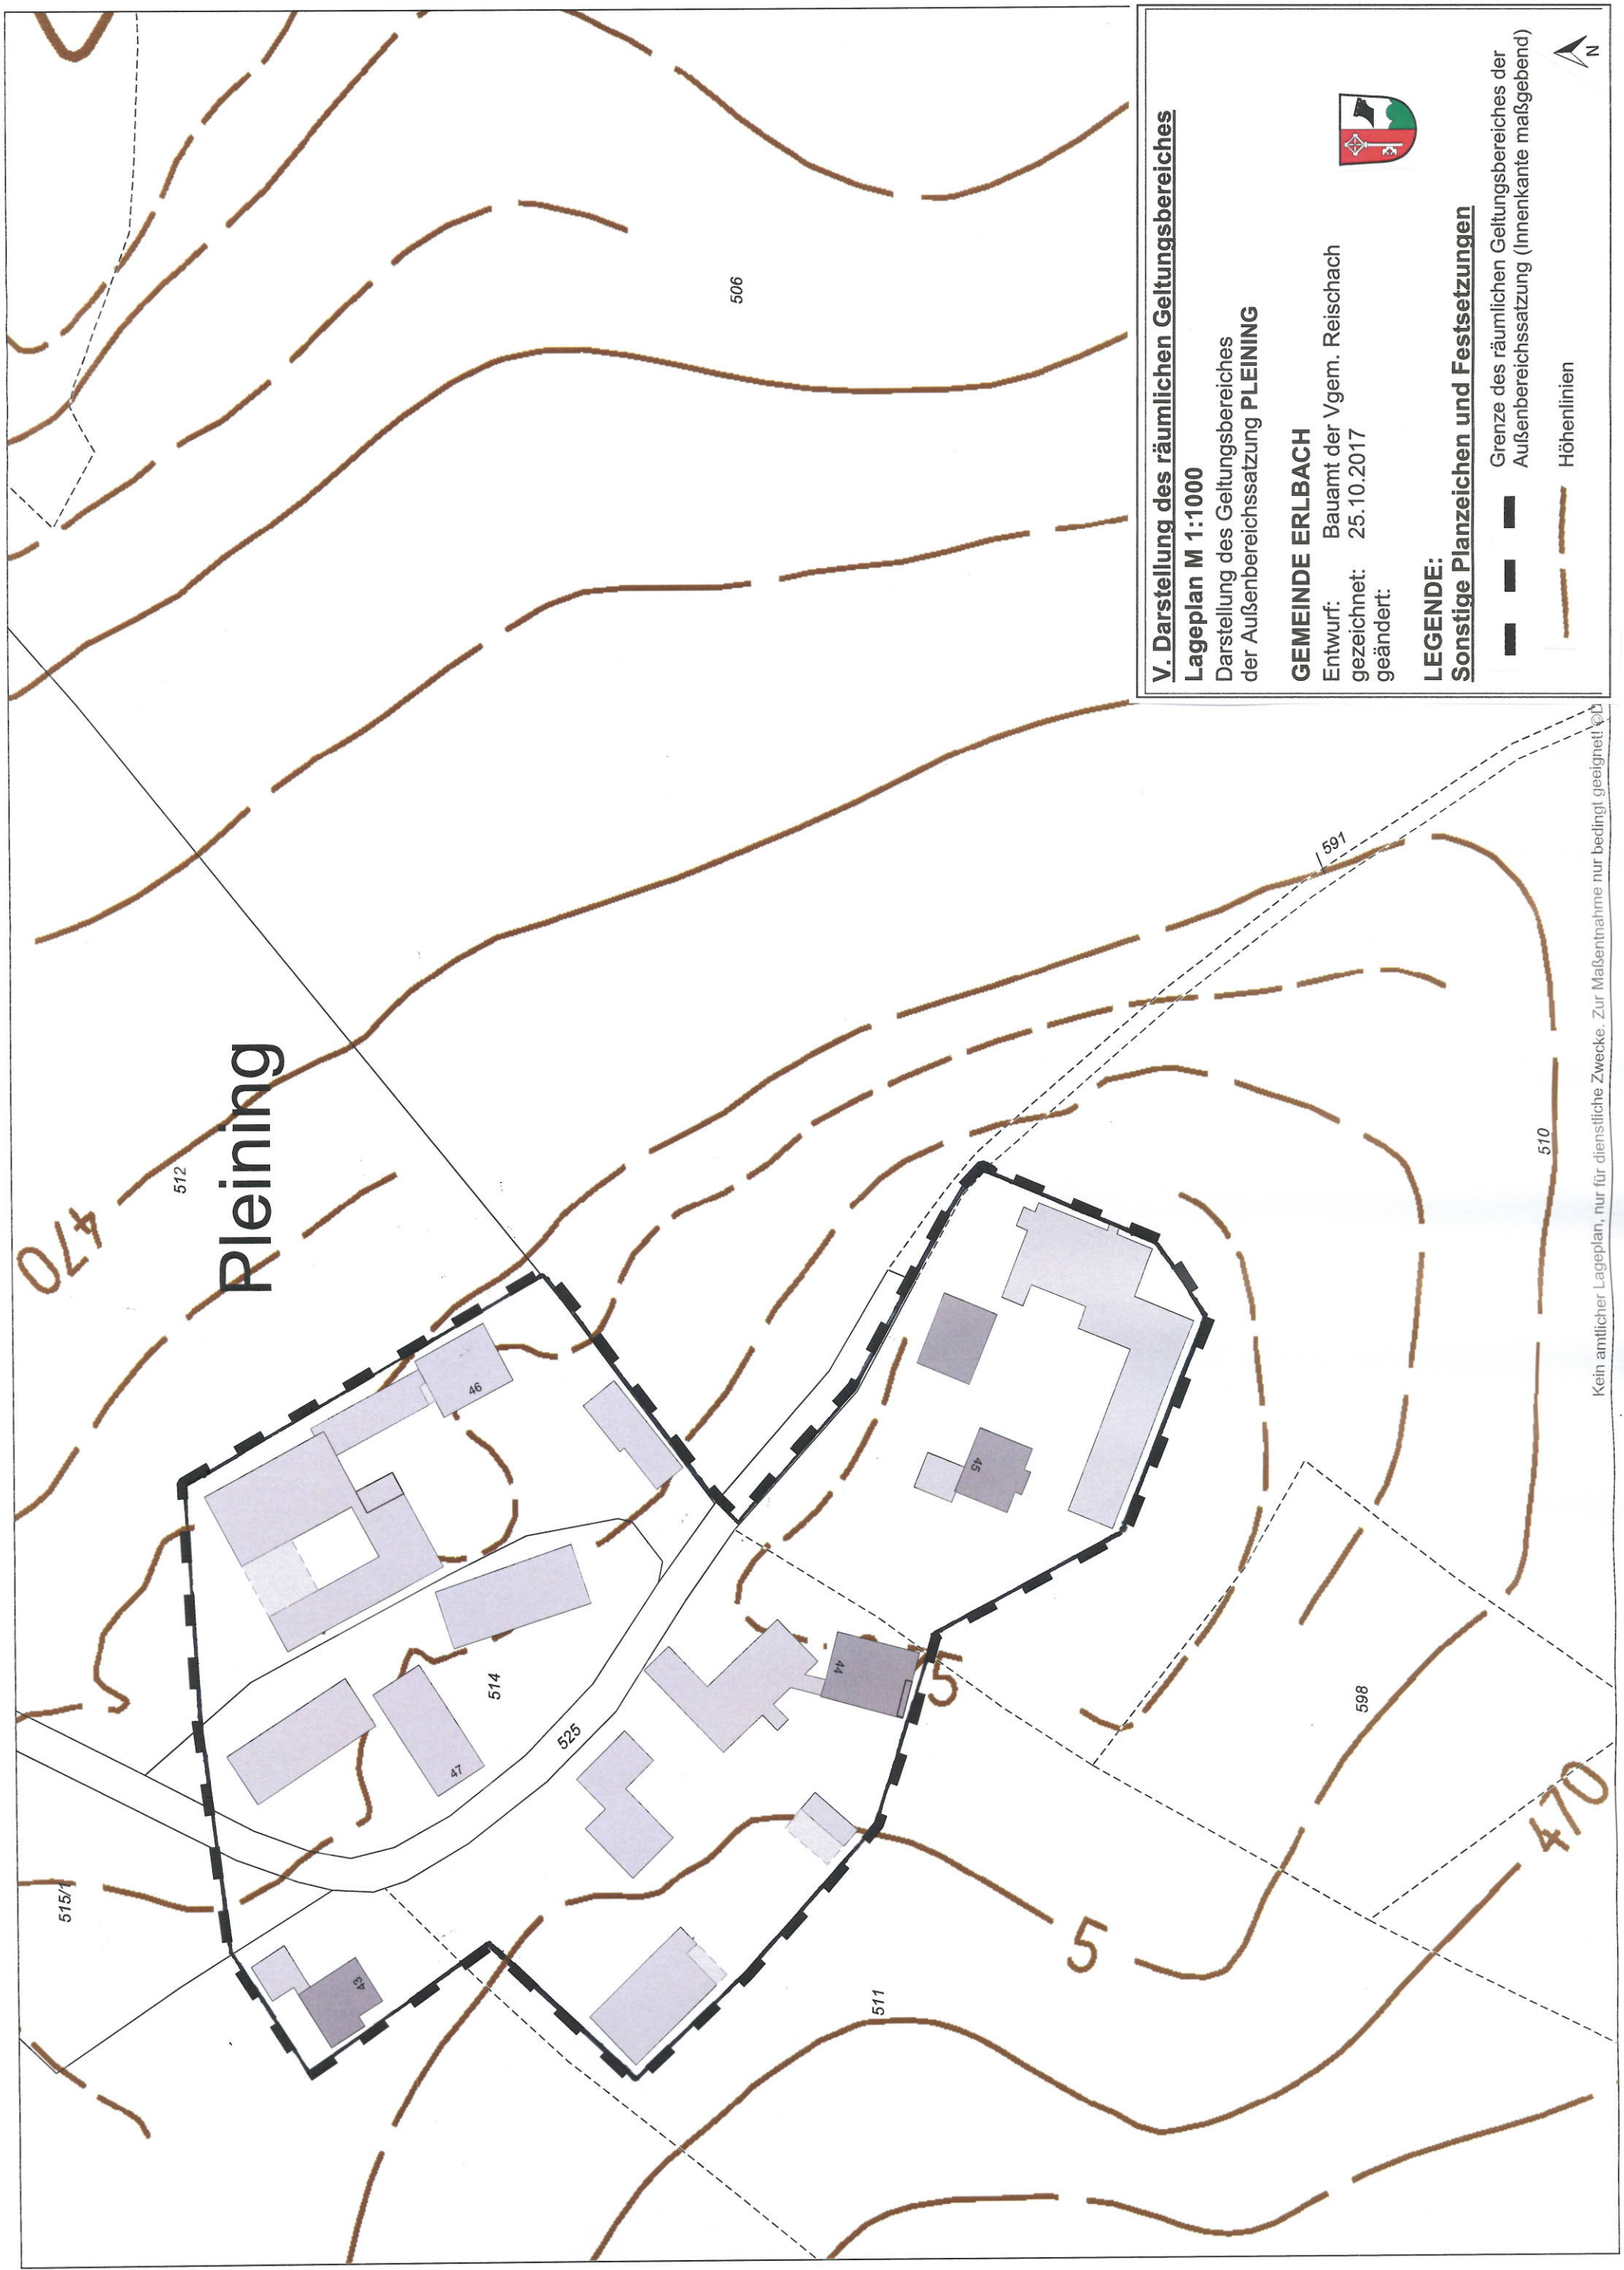 V. Darstellung des räumlichen Geltungsbereiches
Lageplan M 1:1000
Darstellung des Geltungsbereiches
der Außenbereichssatzung PLEINING
GEMEINDE ERLBACH
Entwurf: Bauamt der Vgem. Reischach
gezeichnet: 25.10.2017
geändert:
LEGENDE:
Sonstige Planzeichen und Festsetzungen
Grenze des räumlichen Geltungsbereiches der
Außenbereichssatzung (Innenkante maßgebend)
Höhenlinien
N
Kein amtlicher Lageplan, nur für dienstliche Zwecke. Zur Maßentnahme nur bedingt geeignet! ©
Pleining
470
512
506
591
510
46
45
44
5
514
47
525
598
470
515/1
43
5
511